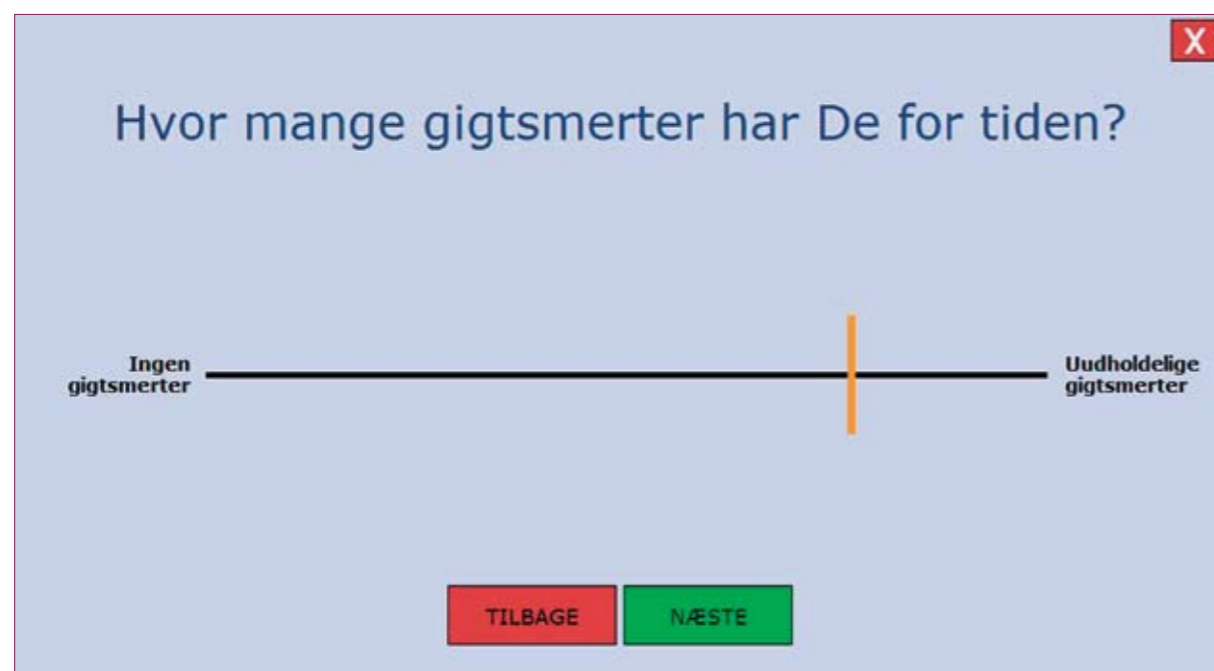 X
Hvor mange gigtsmerter har De for tiden?
Ingen
gigtsmerter
Uudholdelige
gigtsmerter
TILBAGE
NÆSTE